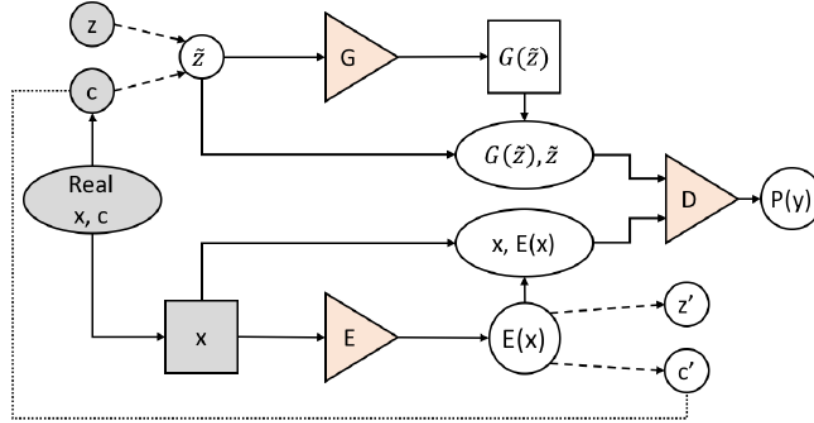 z
z̃
G
G(z̃)
c
G(z̃), z̃
Real
x, c
D
P(y)
x, E(x)
z'
x
E
E(x)
c'